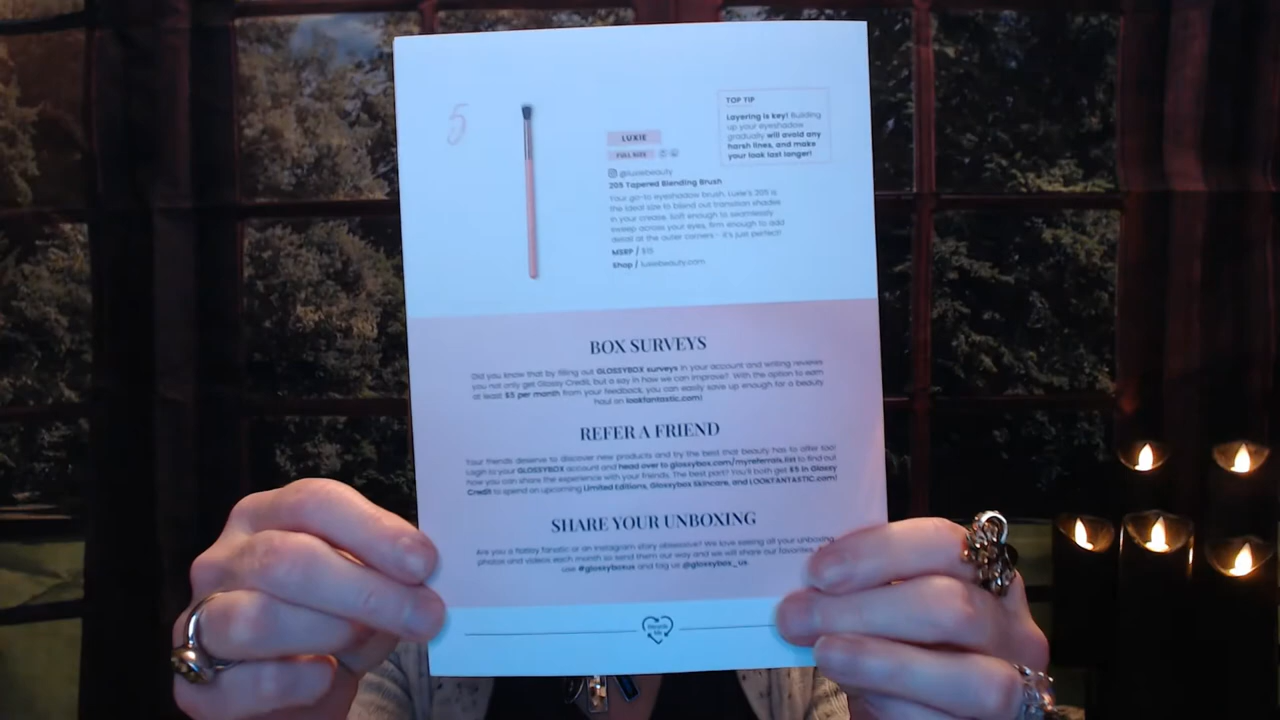 5
TOP TIP
Layering is key! Building
up your eyeshadow
gradually will avoid any
harsh lines, and make
your look last longer!
LUXIE
FULL SIZE
@luxiebeauty
205 Tapered Blending Brush
Your go-to eyeshadow brush, Luxie's 205 is
the ideal size to blend out transition shades
in your crease. Soft enough to seamlessly
sweep across your eyes, firm enough to add
detail at the outer corners - it's just perfect!
MSRP / $15
Shop / luxiebeauty.com
BOX SURVEYS
Did you know that by filling out GLOSSYBOX surveys in your account and writing reviews
you not only get Glossy Credit, but a say in how we can improve? With the option to earn
at least $5 per month from your feedback, you can easily save up enough for a beauty
haul on lookfantastic.com!
REFER A FRIEND
Your friends deserve to discover new products and try the best that beauty has to offer too!
Login to your GLOSSYBOX account and head over to glossybox.com/myreferrals.list to find out
how you can share the experience with your friends. The best part? You'll both get $5 in Glossy
Credit to spend on upcoming Limited Editions, Glossybox Skincare, and LOOKFANTASTIC.com!
SHARE YOUR UNBOXING
Are you a flatlay fanatic or an Instagram story obsessive? We love seeing all your unboxing
photos and videos each month so send them our way and we will share our favorites.
use #glossyboxus and tag us @glossybox_us